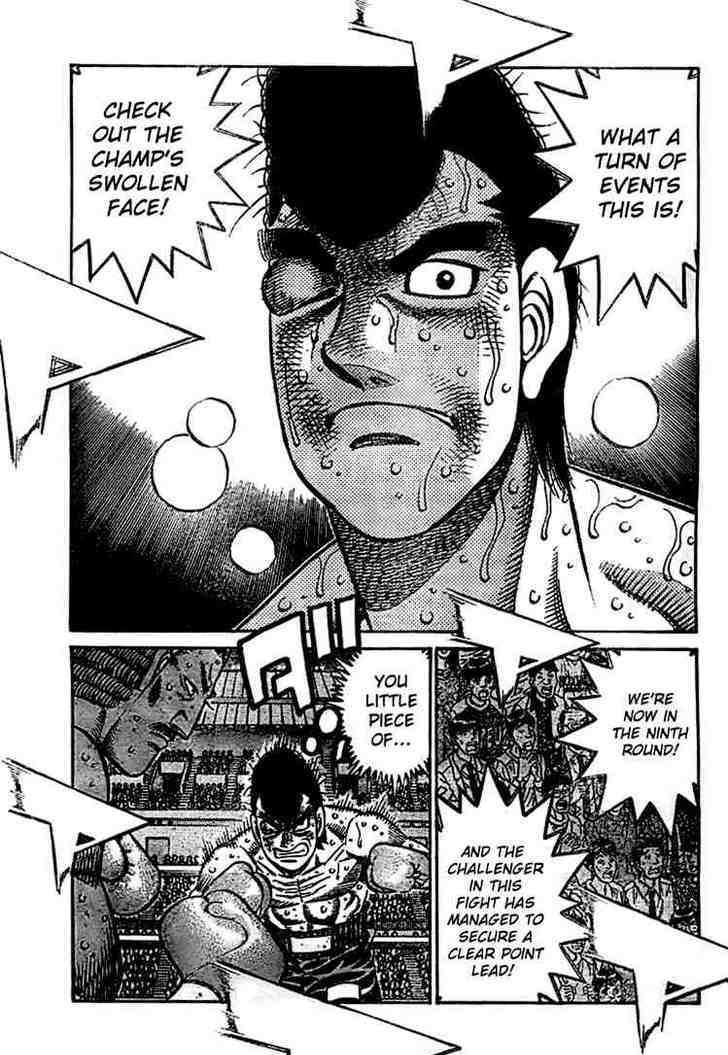 WHAT A
TURN OF
EVENTS
THIS IS!
CHECK
OUT THE
CHAMP'S
SWOLLEN
FACE!
WE'RE
NOW IN
THE NINTH
ROUND!
AND THE
CHALLENGER
IN THIS
FIGHT HAS
MANAGED TO
SECURE A
CLEAR POINT
LEAD!
YOU
LITTLE
PIECE
OF...